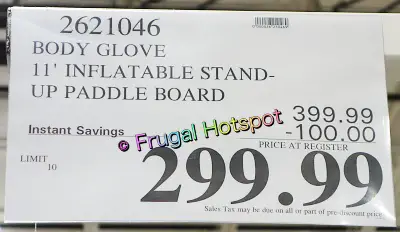 2621046
BODY GLOVE
11' INFLATABLE STAND-
UP PADDLE BOARD
399.99
Instant Savings -100.00
© Frugal Hotspot
PRICE AT REGISTER
LIMIT
10
299.99
Sales Tax may be due on all or part of pre-discount price